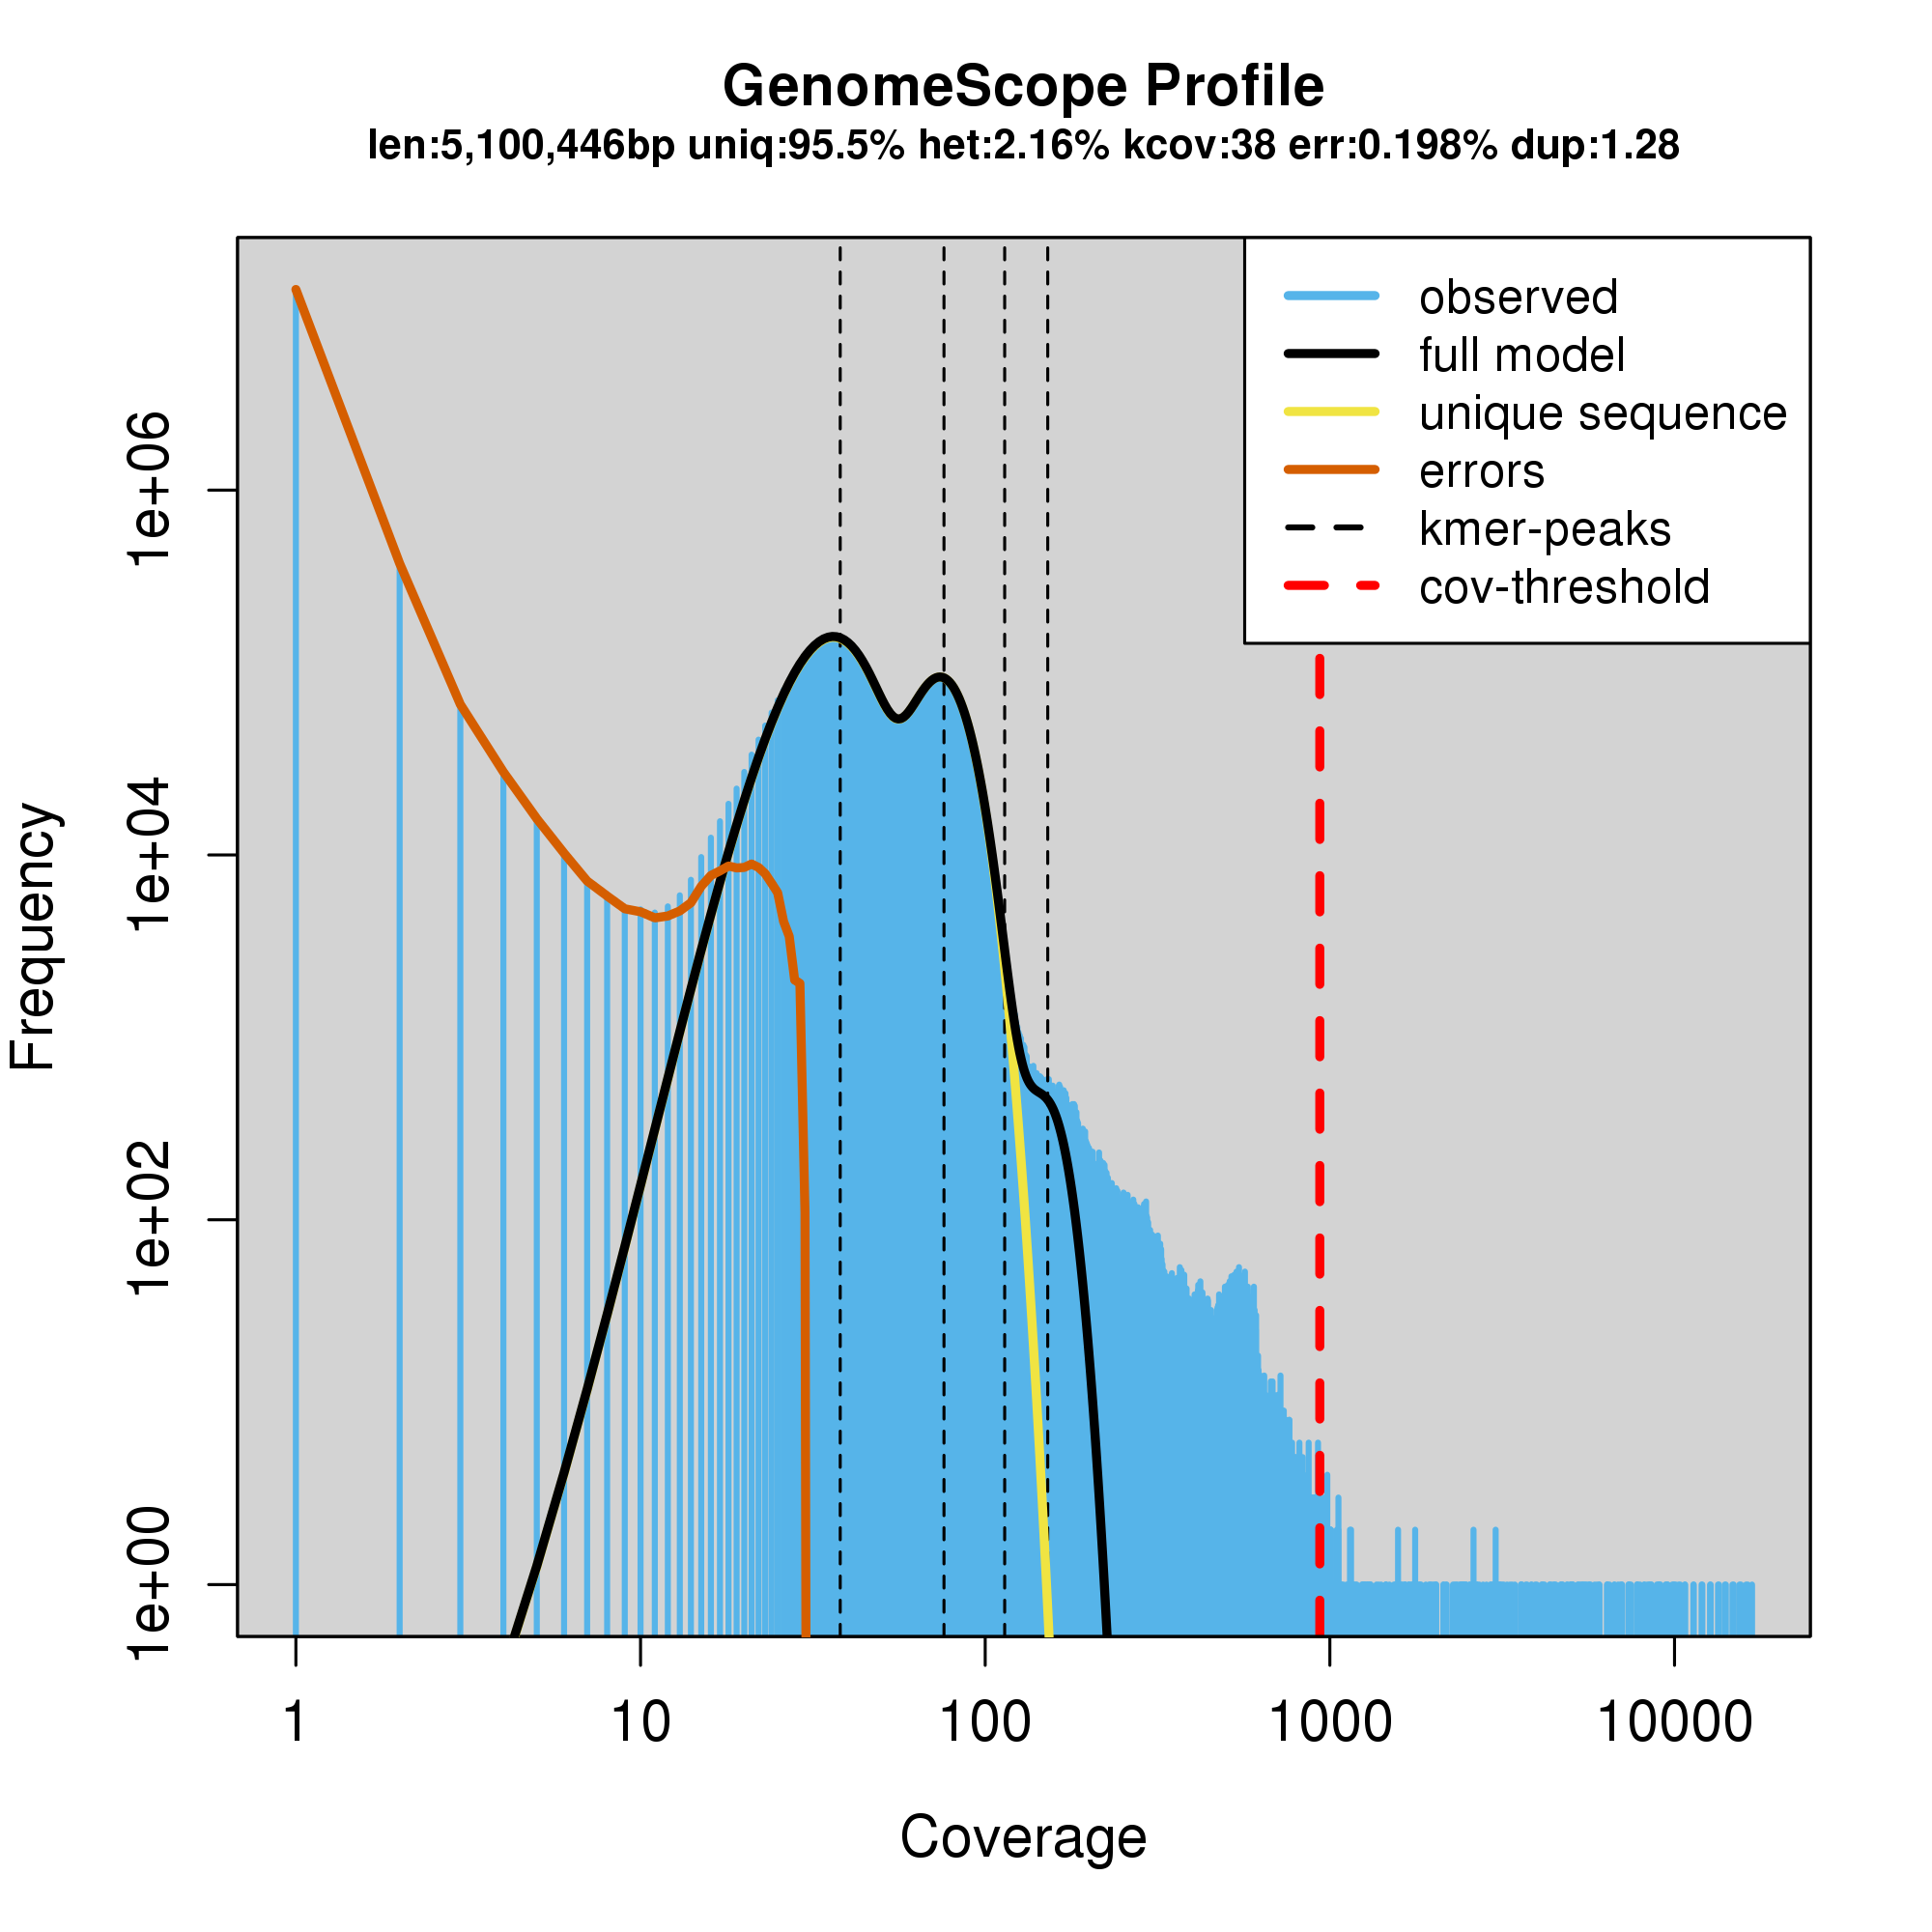 GenomeScope Profile
len:5,100,446bp uniq:95.5% het:2.16% kcov:38 err:0.198% dup:1.28
observed
full model
unique sequence
errors
kmer-peaks
cov-threshold
Frequency
1e+06
1e+04
1e+02
1e+00
1 10 100 1000 10000
Coverage